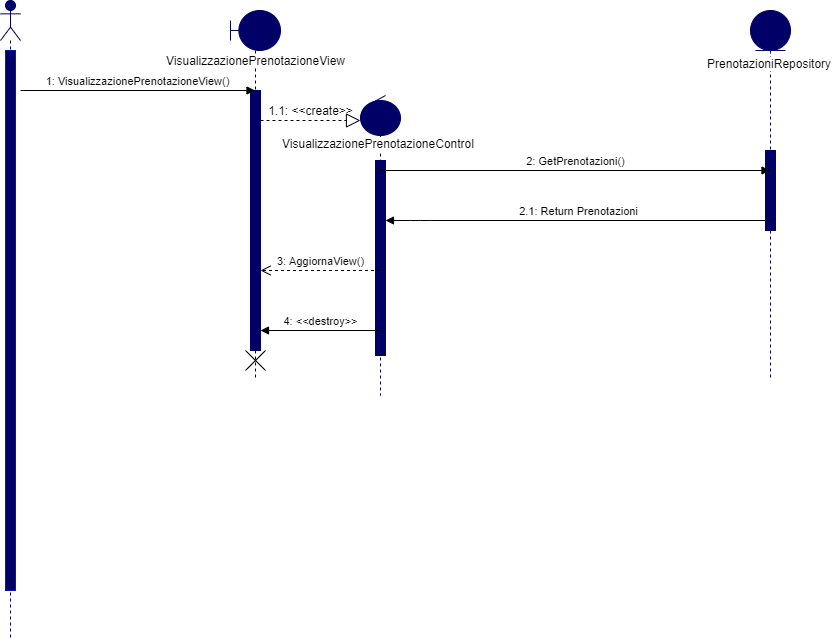 VisualizzazionePrenotazioneView
PrenotazioniRepository
1: VisualizzazionePrenotazioneView()
1.1: <<create>>
VisualizzazionePrenotazioneControl
2: GetPrenotazioni()
2.1: Return Prenotazioni
3: AggiornaView()
4: <<destroy>>